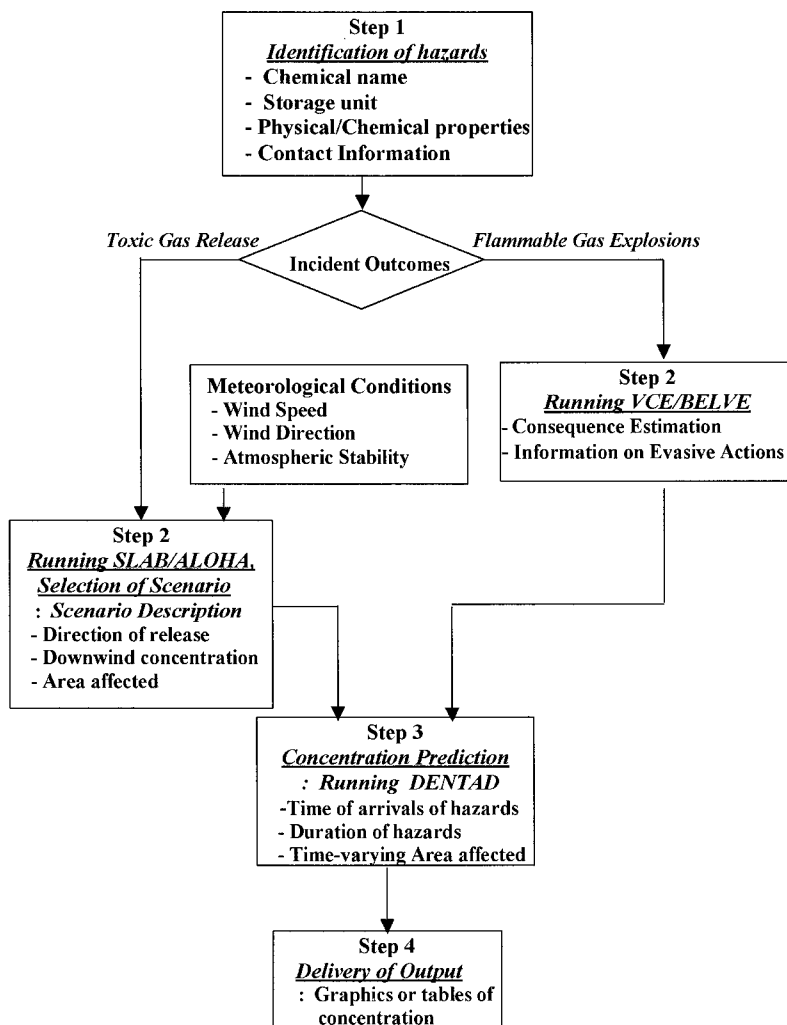 Step 1
Identification of hazards
- Chemical name
- Storage unit
- Physical/Chemical properties
- Contact Information
Toxic Gas Release
Flammable Gas Explosions
Incident Outcomes
Meteorological Conditions
- Wind Speed
- Wind Direction
- Atmospheric Stability
Step 2
Running VCE/BELVE
- Consequence Estimation
- Information on Evasive Actions
Step 2
Running SLAB/ALOHA,
Selection of Scenario
: Scenario Description
- Direction of release
- Downwind concentration
- Area affected
Step 3
Concentration Prediction
: Running DENTAD
-Time of arrivals of hazards
- Duration of hazards
- Time-varying Area affected
Step 4
Delivery of Output
: Graphics or tables of
concentration